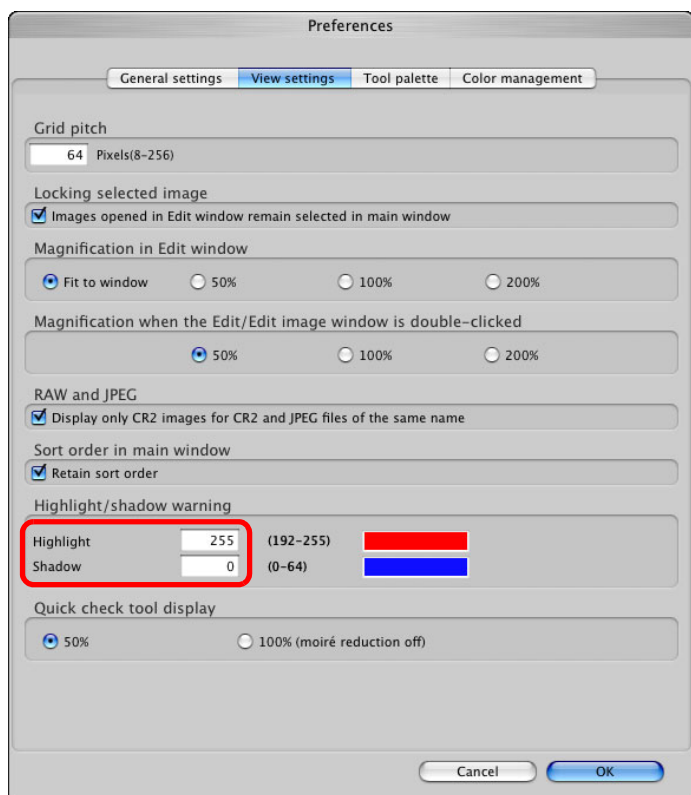 Preferences
General settings View settings Tool palette Color management
Grid pitch
64 Pixels(8-256)
Locking selected image
Images opened in Edit window remain selected in main window
Magnification in Edit window
Fit to window 50% 100% 200%
Magnification when the Edit/Edit image window is double-clicked
50% 100% 200%
RAW and JPEG
Display only CR2 images for CR2 and JPEG files of the same name
Sort order in main window
Retain sort order
Highlight/shadow warning
Highlight 255 (192-255)
Shadow 0 (0-64)
Quick check tool display
50% 100% (moiré reduction off)
Cancel OK